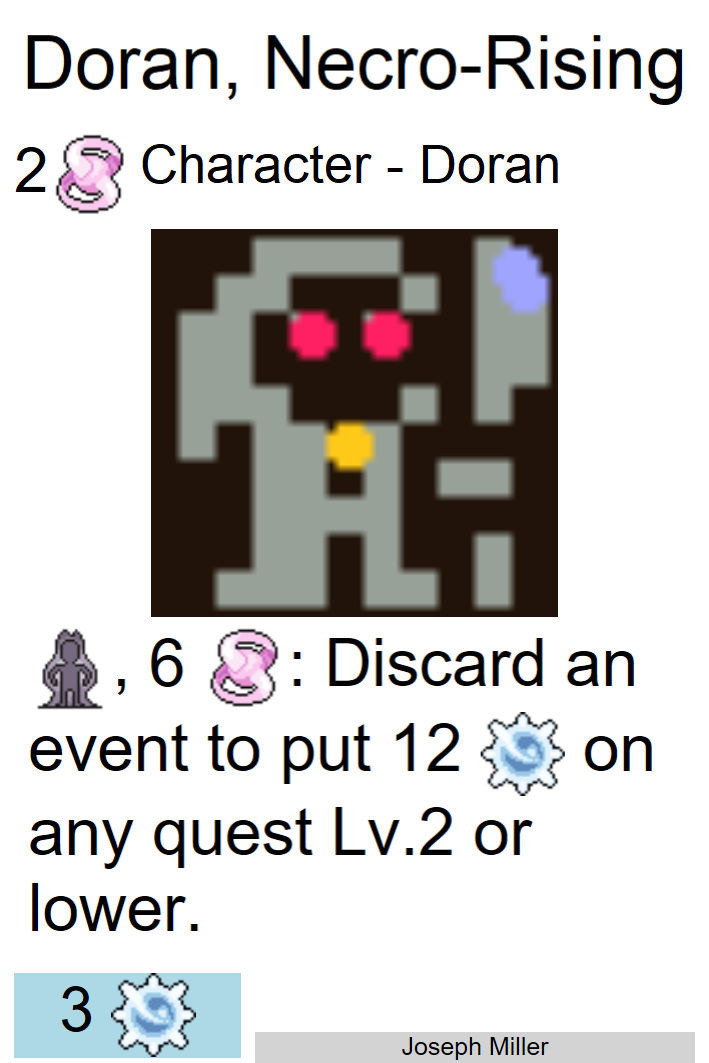 Doran, Necro-Rising
2 Character - Doran
, 6 : Discard an
event to put 12 on
any quest Lv.2 or
lower.
3
Joseph Miller